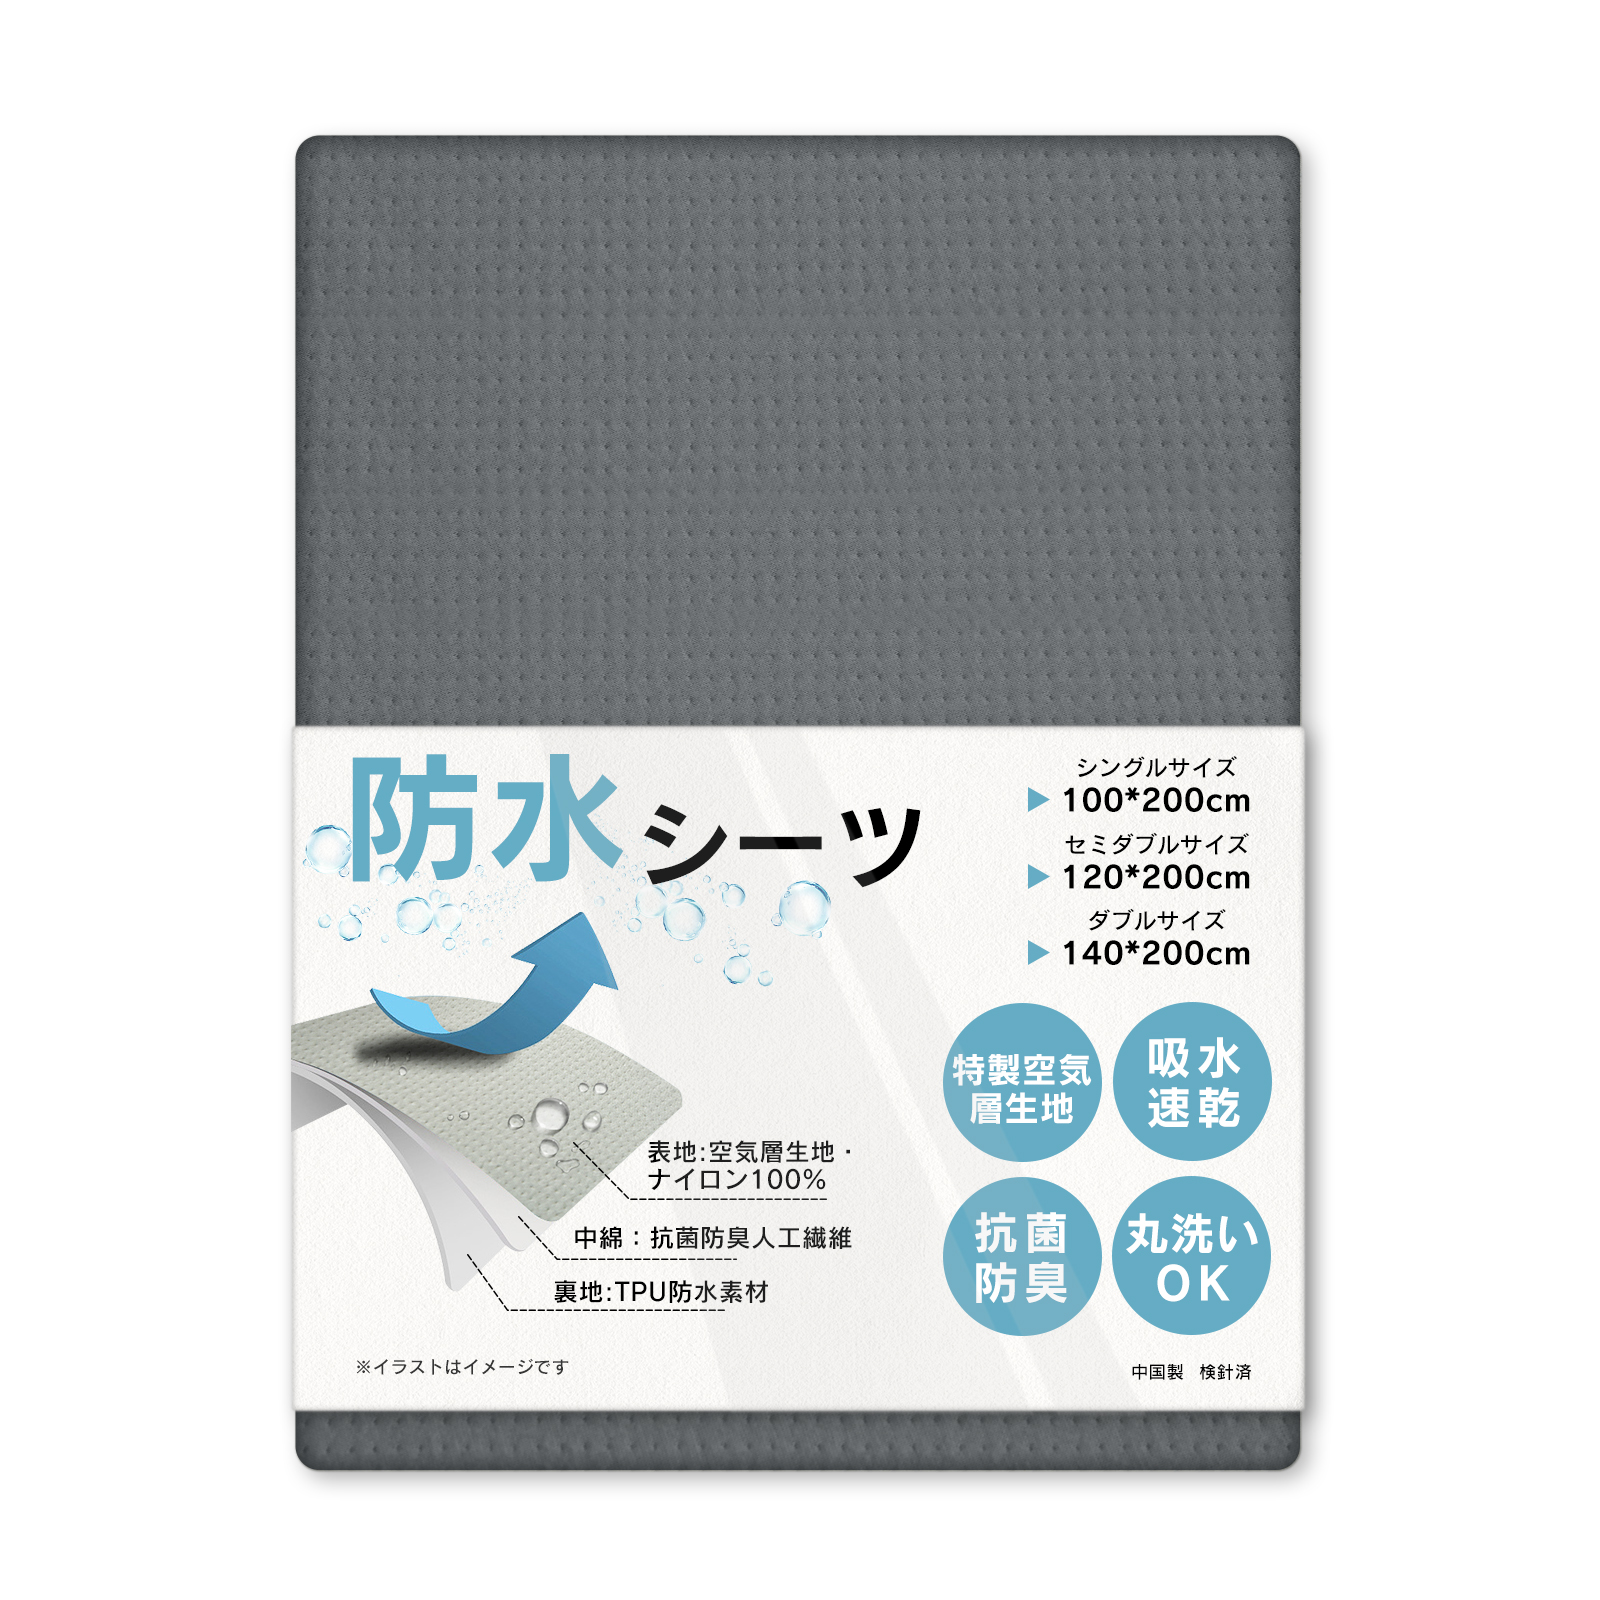 防水シーツ
シングルサイズ
100*200cm
セミダブルサイズ
120*200cm
ダブルサイズ
140*200cm
特製空気
層生地
吸水
速乾
抗菌
防臭
丸洗い
OK
表地:空気層生地・
ナイロン100%
中綿：抗菌防臭人工繊維
裏地:TPU防水素材
※イラストはイメージです
中国製 検針済